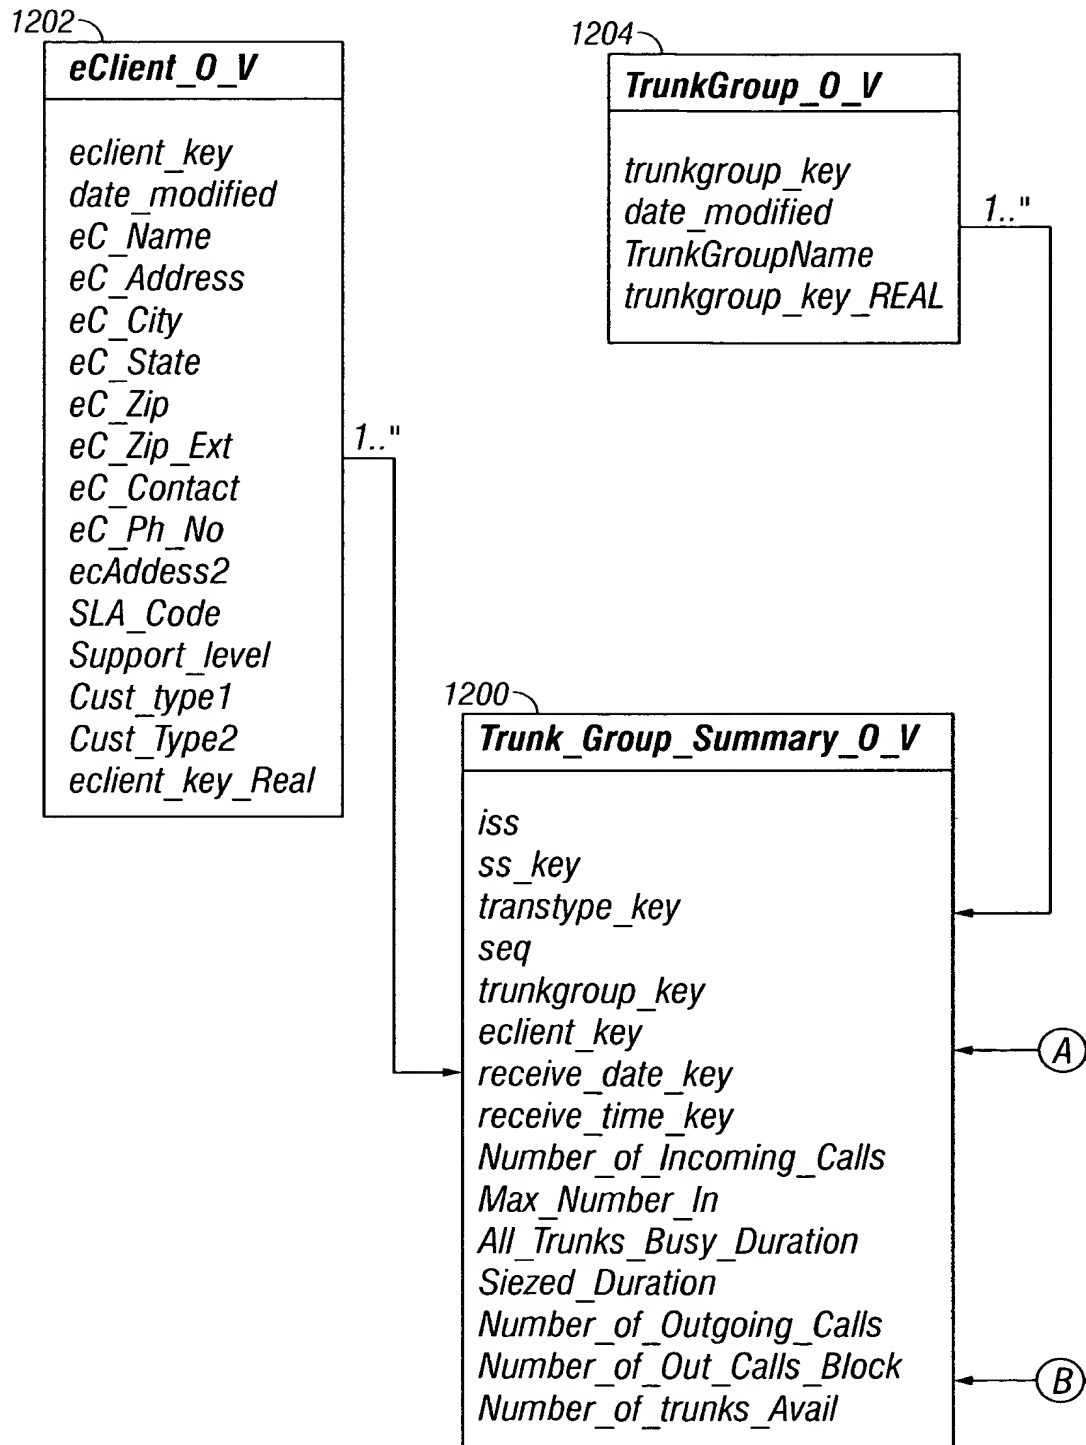 1202
eClient_O_V
eclient_key
date_modified
eC_Name
eC_Address
eC_City
eC_State
eC_Zip
eC_Zip_Ext
eC_Contact
eC_Ph_No
ecAddess2
SLA_Code
Support_level
Cust_type1
Cust_Type2
eclient_key_Real
1.."
1204
TrunkGroup_O_V
trunkgroup_key
date_modified
TrunkGroupName
trunkgroup_key_REAL
1.."
1200
Trunk_Group_Summary_O_V
iss
ss_key
transtype_key
seq
trunkgroup_key
eclient_key
receive_date_key
receive_time_key
Number_of_Incoming_Calls
Max_Number_In
All_Trunks_Busy_Duration
Siezed_Duration
Number_of_Outgoing_Calls
Number_of_Out_Calls_Block
Number_of_trunks_Avail
A
B